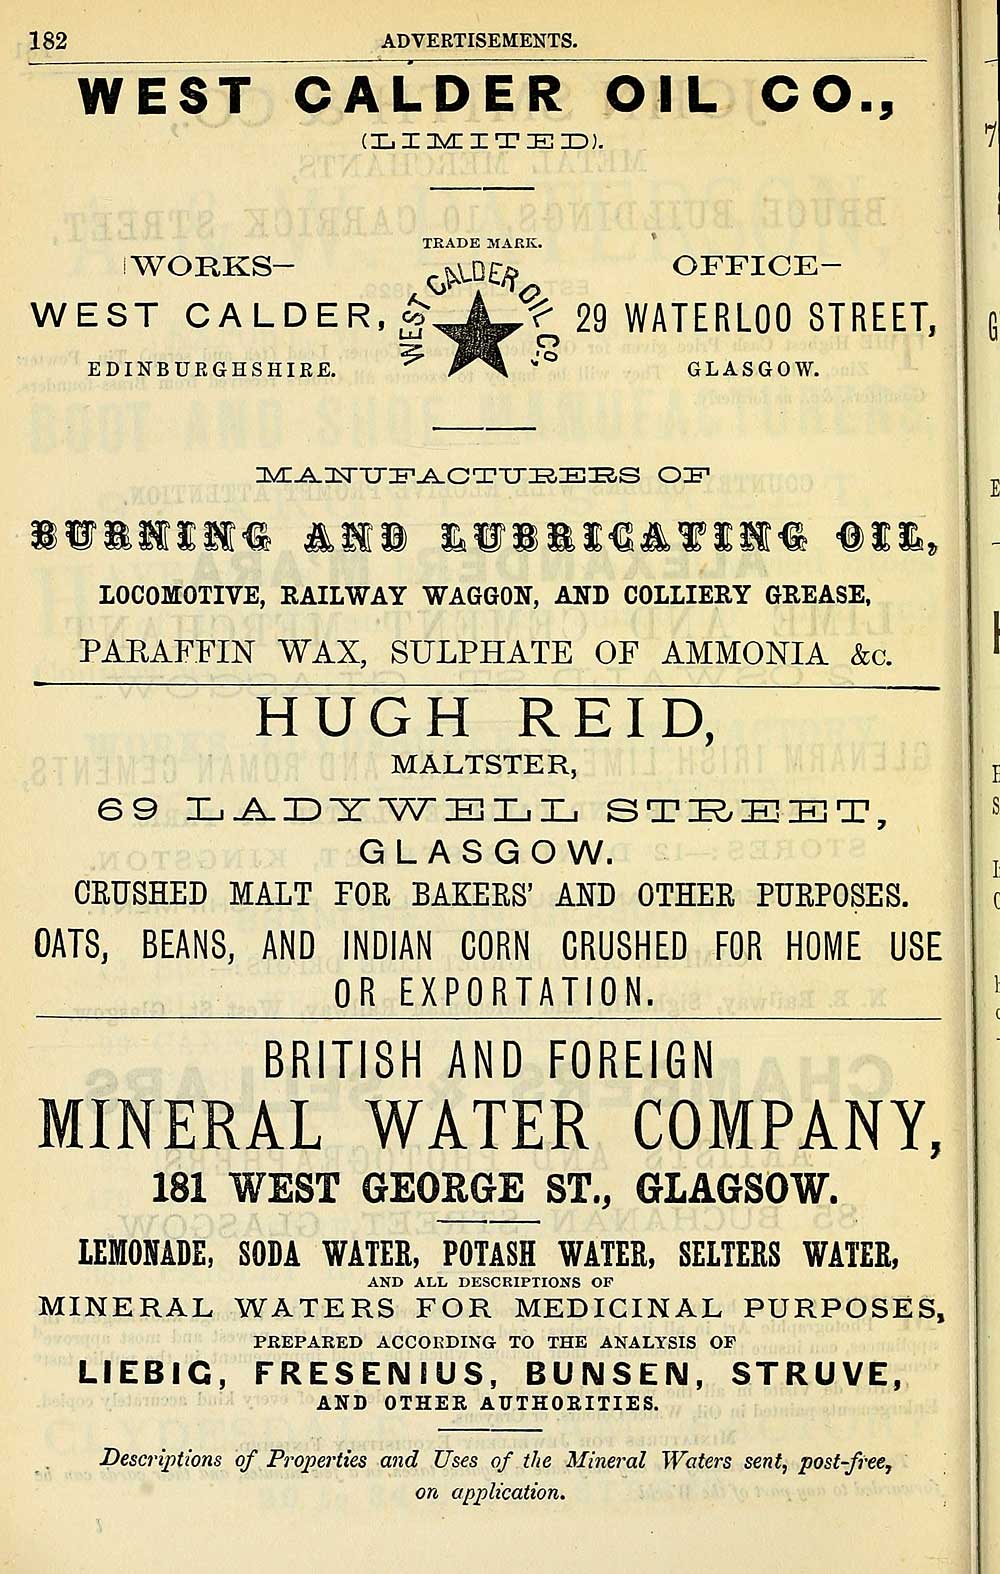 182
ADVERTISEMENTS.
WEST CALDER OIL CO.,
(LIMITED).
TRADE MARK.
WORKS—
WEST CALDER,
EDINBURGHSHIRE.
WEST CALDER OIL CO.,
OFFICE—
29 WATERLOO STREET,
GLASGOW.
MANUFACTURERS OF
BURNING AND LUBRICATING OIL,
LOCOMOTIVE, RAILWAY WAGGON, AND COLLIERY GREASE,
PARAFFIN WAX, SULPHATE OF AMMONIA &c.
HUGH REID,
MALTSTER,
69 LADYWELL STREET,
GLASGOW.
CRUSHED MALT FOR BAKERS' AND OTHER PURPOSES.
OATS, BEANS, AND INDIAN CORN CRUSHED FOR HOME USE
OR EXPORTATION.
BRITISH AND FOREIGN
MINERAL WATER COMPANY,
181 WEST GEORGE ST., GLAGSOW.
LEMONADE, SODA WATER, POTASH WATER, SELTERS WATER,
AND ALL DESCRIPTIONS OF
MINERAL WATERS FOR MEDICINAL PURPOSES,
PREPARED ACCORDING TO THE ANALYSIS OF
LIEBIG, FRESENIUS, BUNSEN, STRUVE,
AND OTHER AUTHORITIES.
Descriptions of Properties and Uses of the Mineral Waters sent, post-free,
on application.